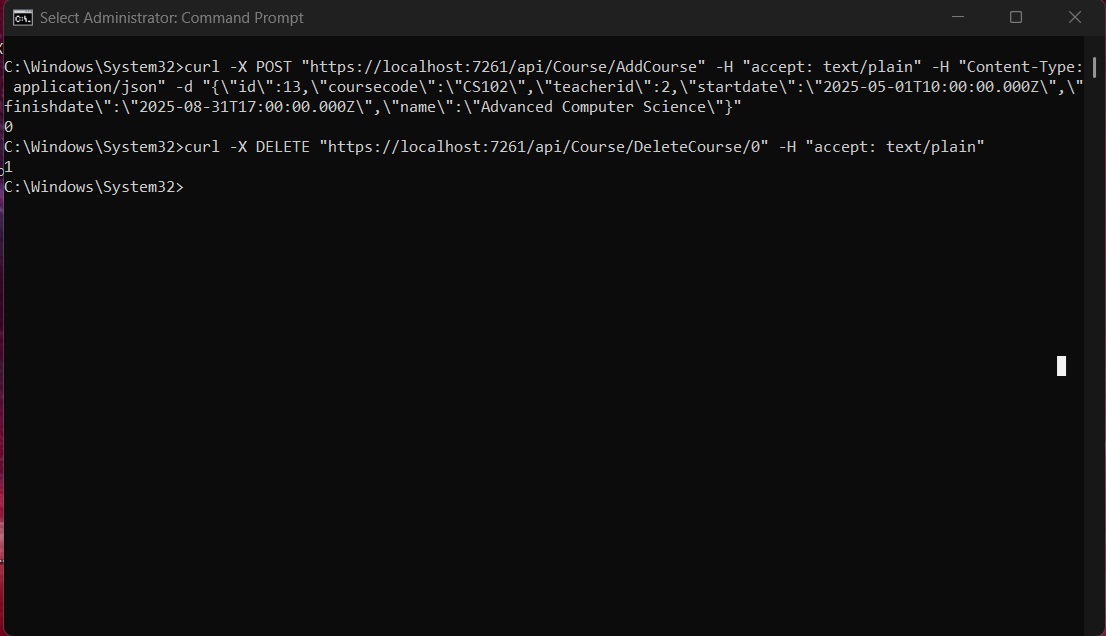 Select Administrator: Command Prompt
C:\Windows\System32>curl -X POST "https://localhost:7261/api/Course/AddCourse" -H "accept: text/plain" -H "Content-Type:
 application/json" -d "{\"id\":13,\"coursecode\":\"CS102\",\"teacherid\":2,\"startdate\":\"2025-05-01T10:00:00.000Z\",\"
finishdate\":\"2025-08-31T17:00:00.000Z\",\"name\":\"Advanced Computer Science\"}"
0
C:\Windows\System32>curl -X DELETE "https://localhost:7261/api/Course/DeleteCourse/0" -H "accept: text/plain"
1
C:\Windows\System32>